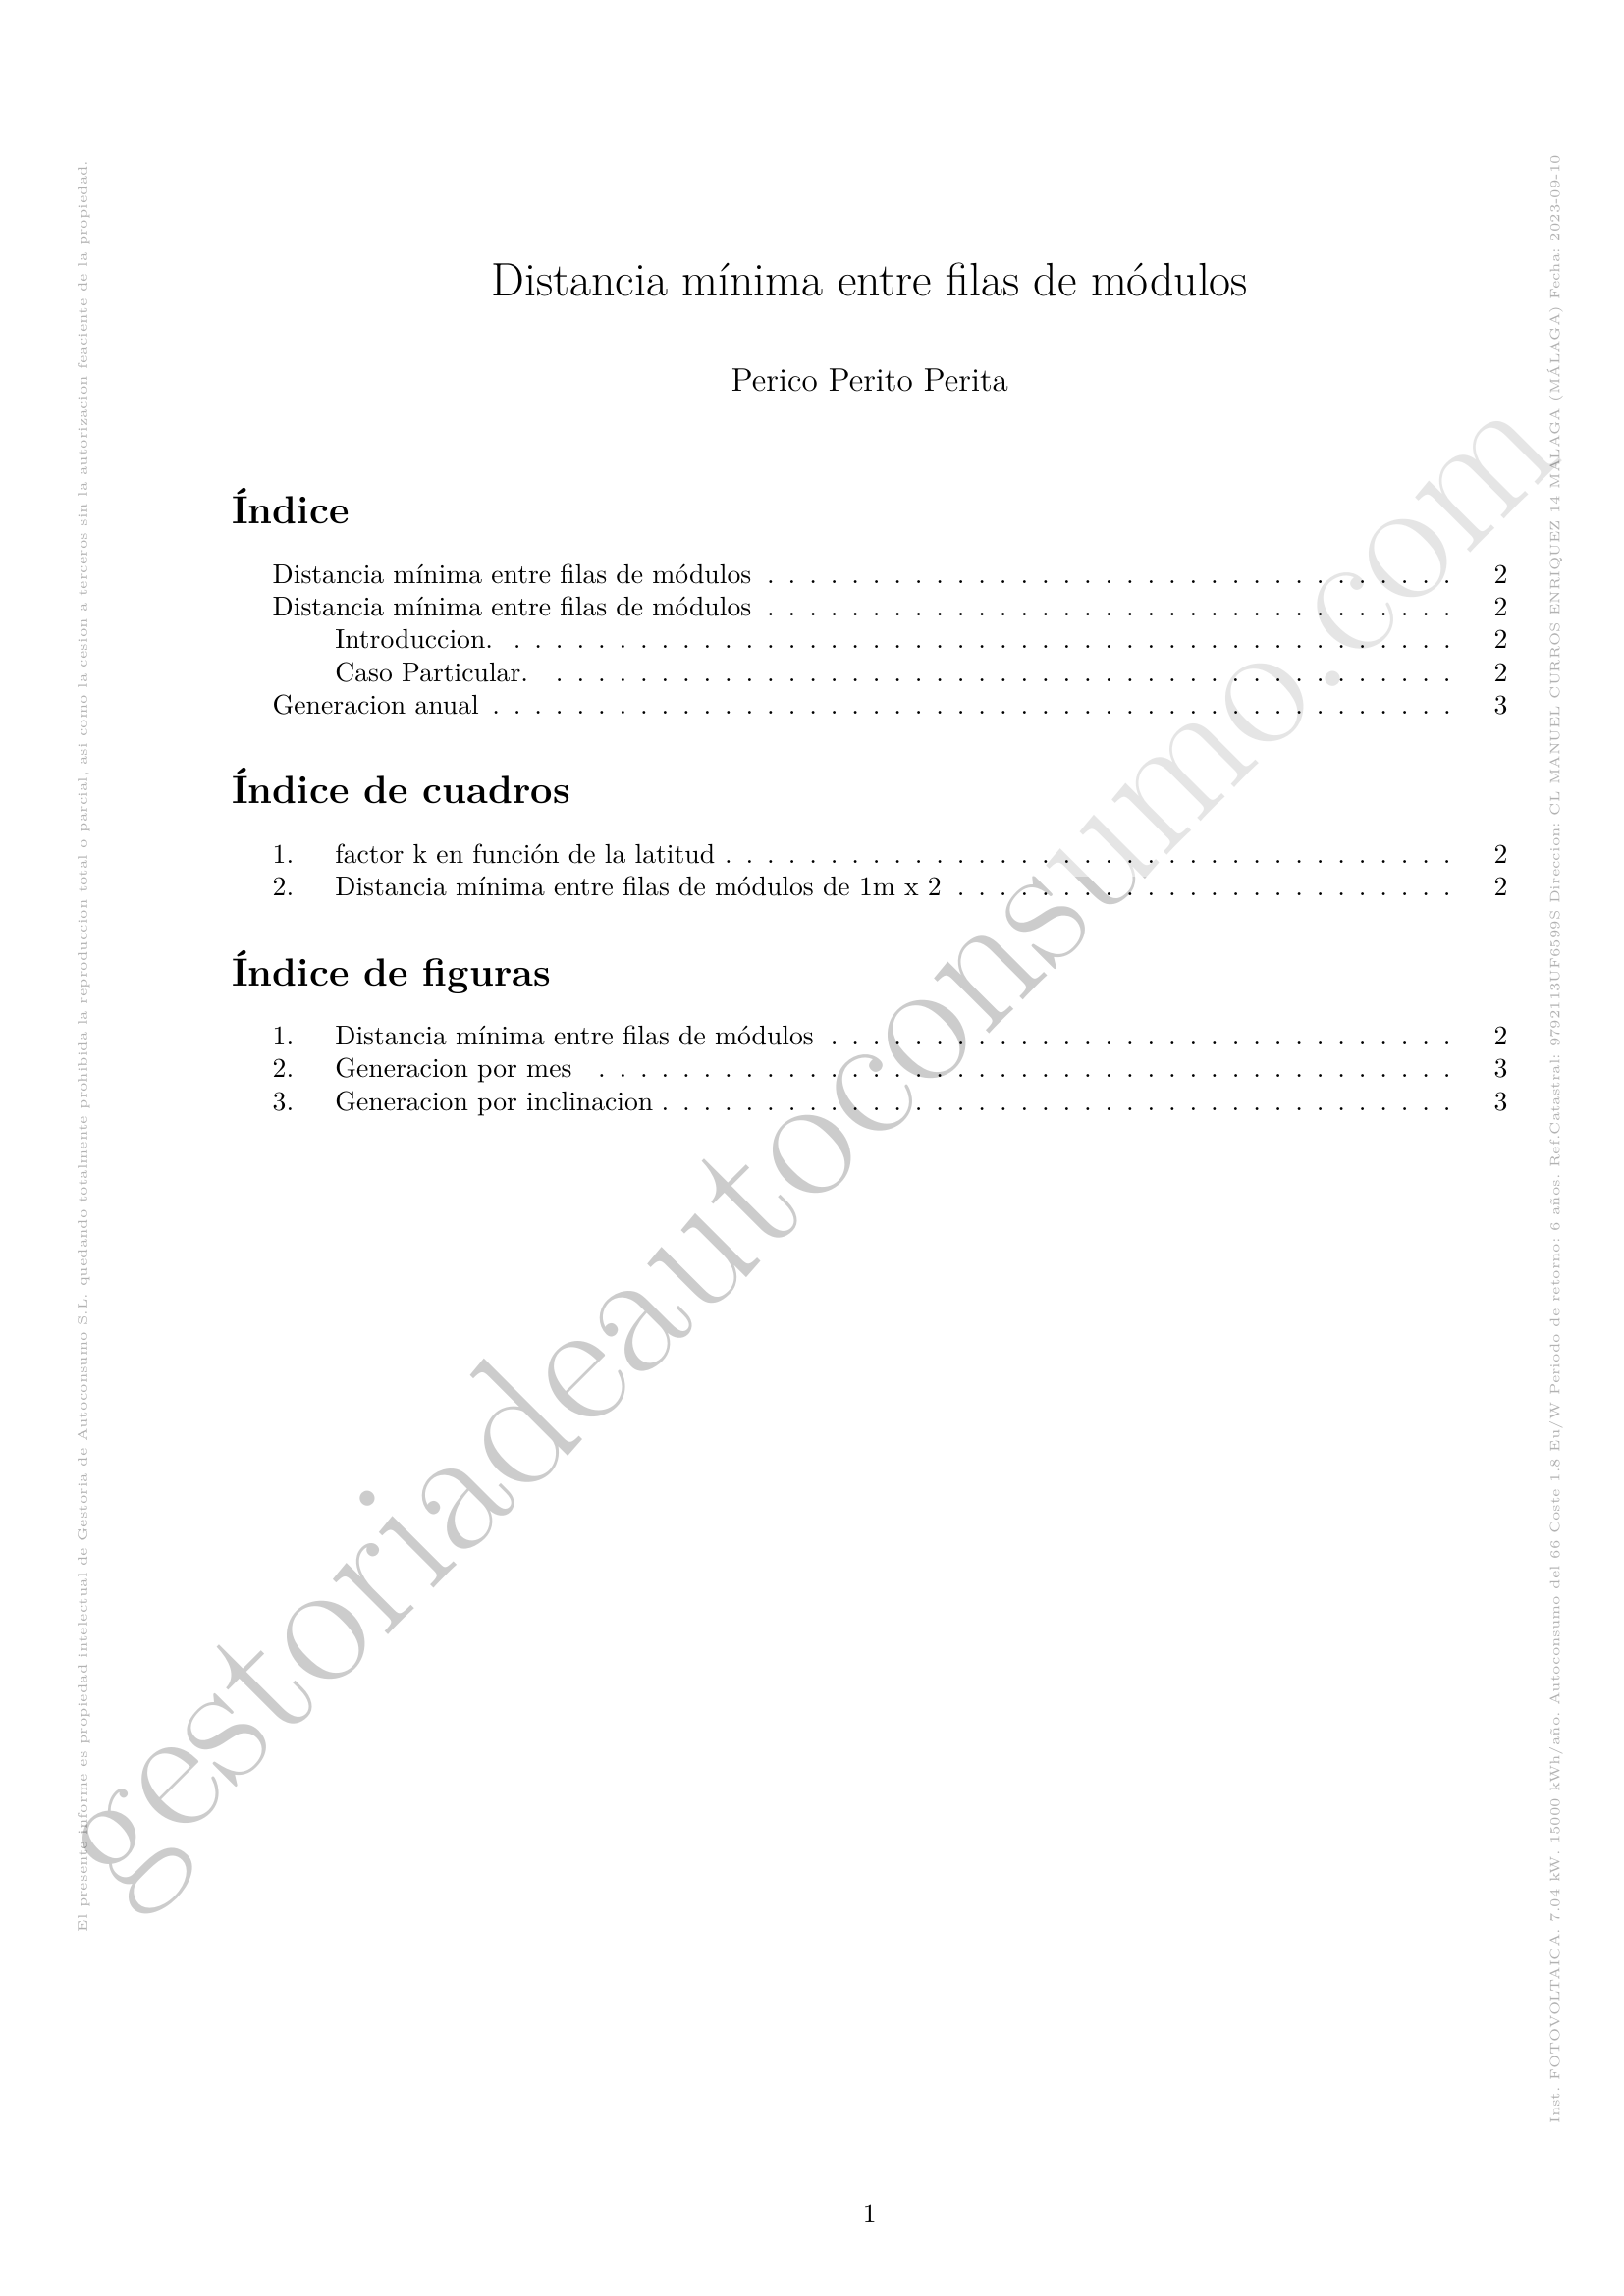 Distancia mínima entre filas de módulos
Perico Perito Perita
Índice
Distancia mínima entre filas de módulos . . . . . . . . . . . . . . . . . . . . . . . . . . . . . . . . . 2
Distancia mínima entre filas de módulos . . . . . . . . . . . . . . . . . . . . . . . . . . . . . . . . . 2
Introduccion. . . . . . . . . . . . . . . . . . . . . . . . . . . . . . . . . . . . . . . . . . . . . . 2
Caso Particular. . . . . . . . . . . . . . . . . . . . . . . . . . . . . . . . . . . . . . . . . . . . 2
Generacion anual . . . . . . . . . . . . . . . . . . . . . . . . . . . . . . . . . . . . . . . . . . . . . . 3
Índice de cuadros
1. factor k en función de la latitud . . . . . . . . . . . . . . . . . . . . . . . . . . . . . . . . . . . 2
2. Distancia mínima entre filas de módulos de 1m x 2 . . . . . . . . . . . . . . . . . . . . . . . . 2
Índice de figuras
1. Distancia mínima entre filas de módulos . . . . . . . . . . . . . . . . . . . . . . . . . . . . . . 2
2. Generacion por mes . . . . . . . . . . . . . . . . . . . . . . . . . . . . . . . . . . . . . . . . . 3
3. Generacion por inclinacion . . . . . . . . . . . . . . . . . . . . . . . . . . . . . . . . . . . . . . 3
gestoriadeautoconsumo.com
El presente informe es propiedad intelectual de Gestoria de Autoconsumo S.L. quedando totalmente prohibida la reproduccion total o parcial, asi como la cesion a terceros sin la autorizacion feaciente de la propiedad.
Inst. FOTOVOLTAICA. 7.04 kW. 15000 kWh/año. Autoconsumo del 66 Coste 1.8 Eu/W Periodo de retorno: 6 años. Ref.Catastral: 9792113UF6599S Direccion: CL MANUEL CURROS ENRIQUEZ 14 MALAGA (MÁLAGA) Fecha: 2023-09-10
1